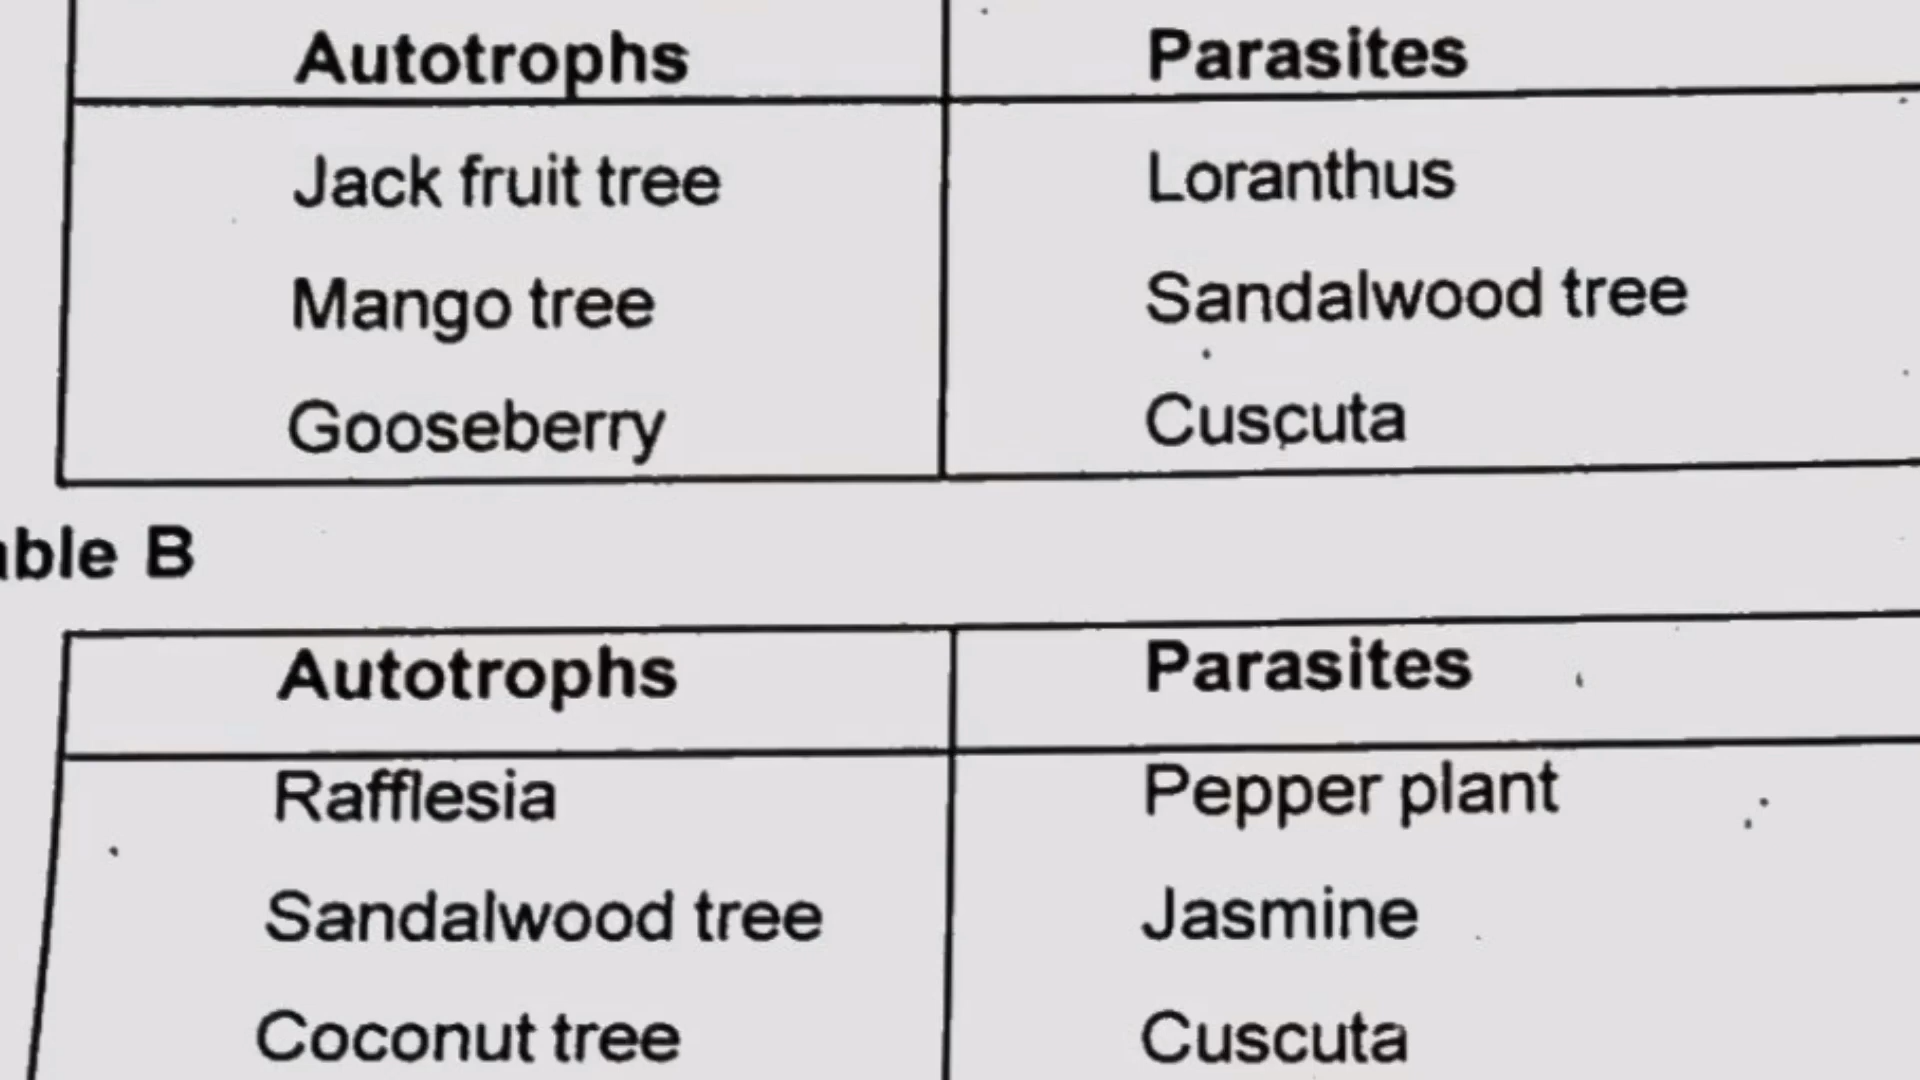 Autotrophs Parasites
Jack fruit tree Loranthus
Mango tree Sandalwood tree
Gooseberry Cuscuta
able B
Autotrophs Parasites
Rafflesia Pepper plant
Sandalwood tree Jasmine
Coconut tree Cuscuta